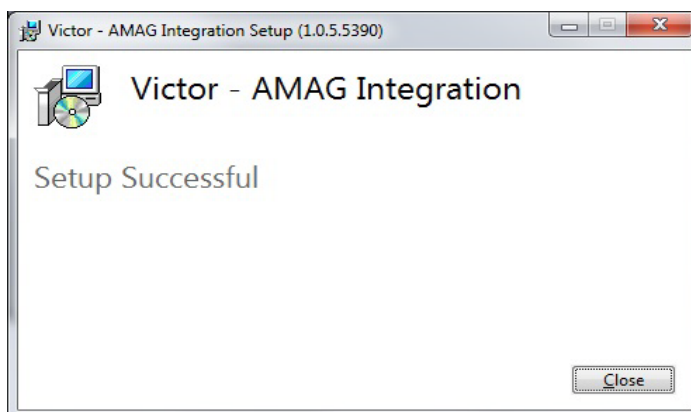 Victor - AMAG Integration Setup (1.0.5.5390)
Victor - AMAG Integration
Setup Successful
Close